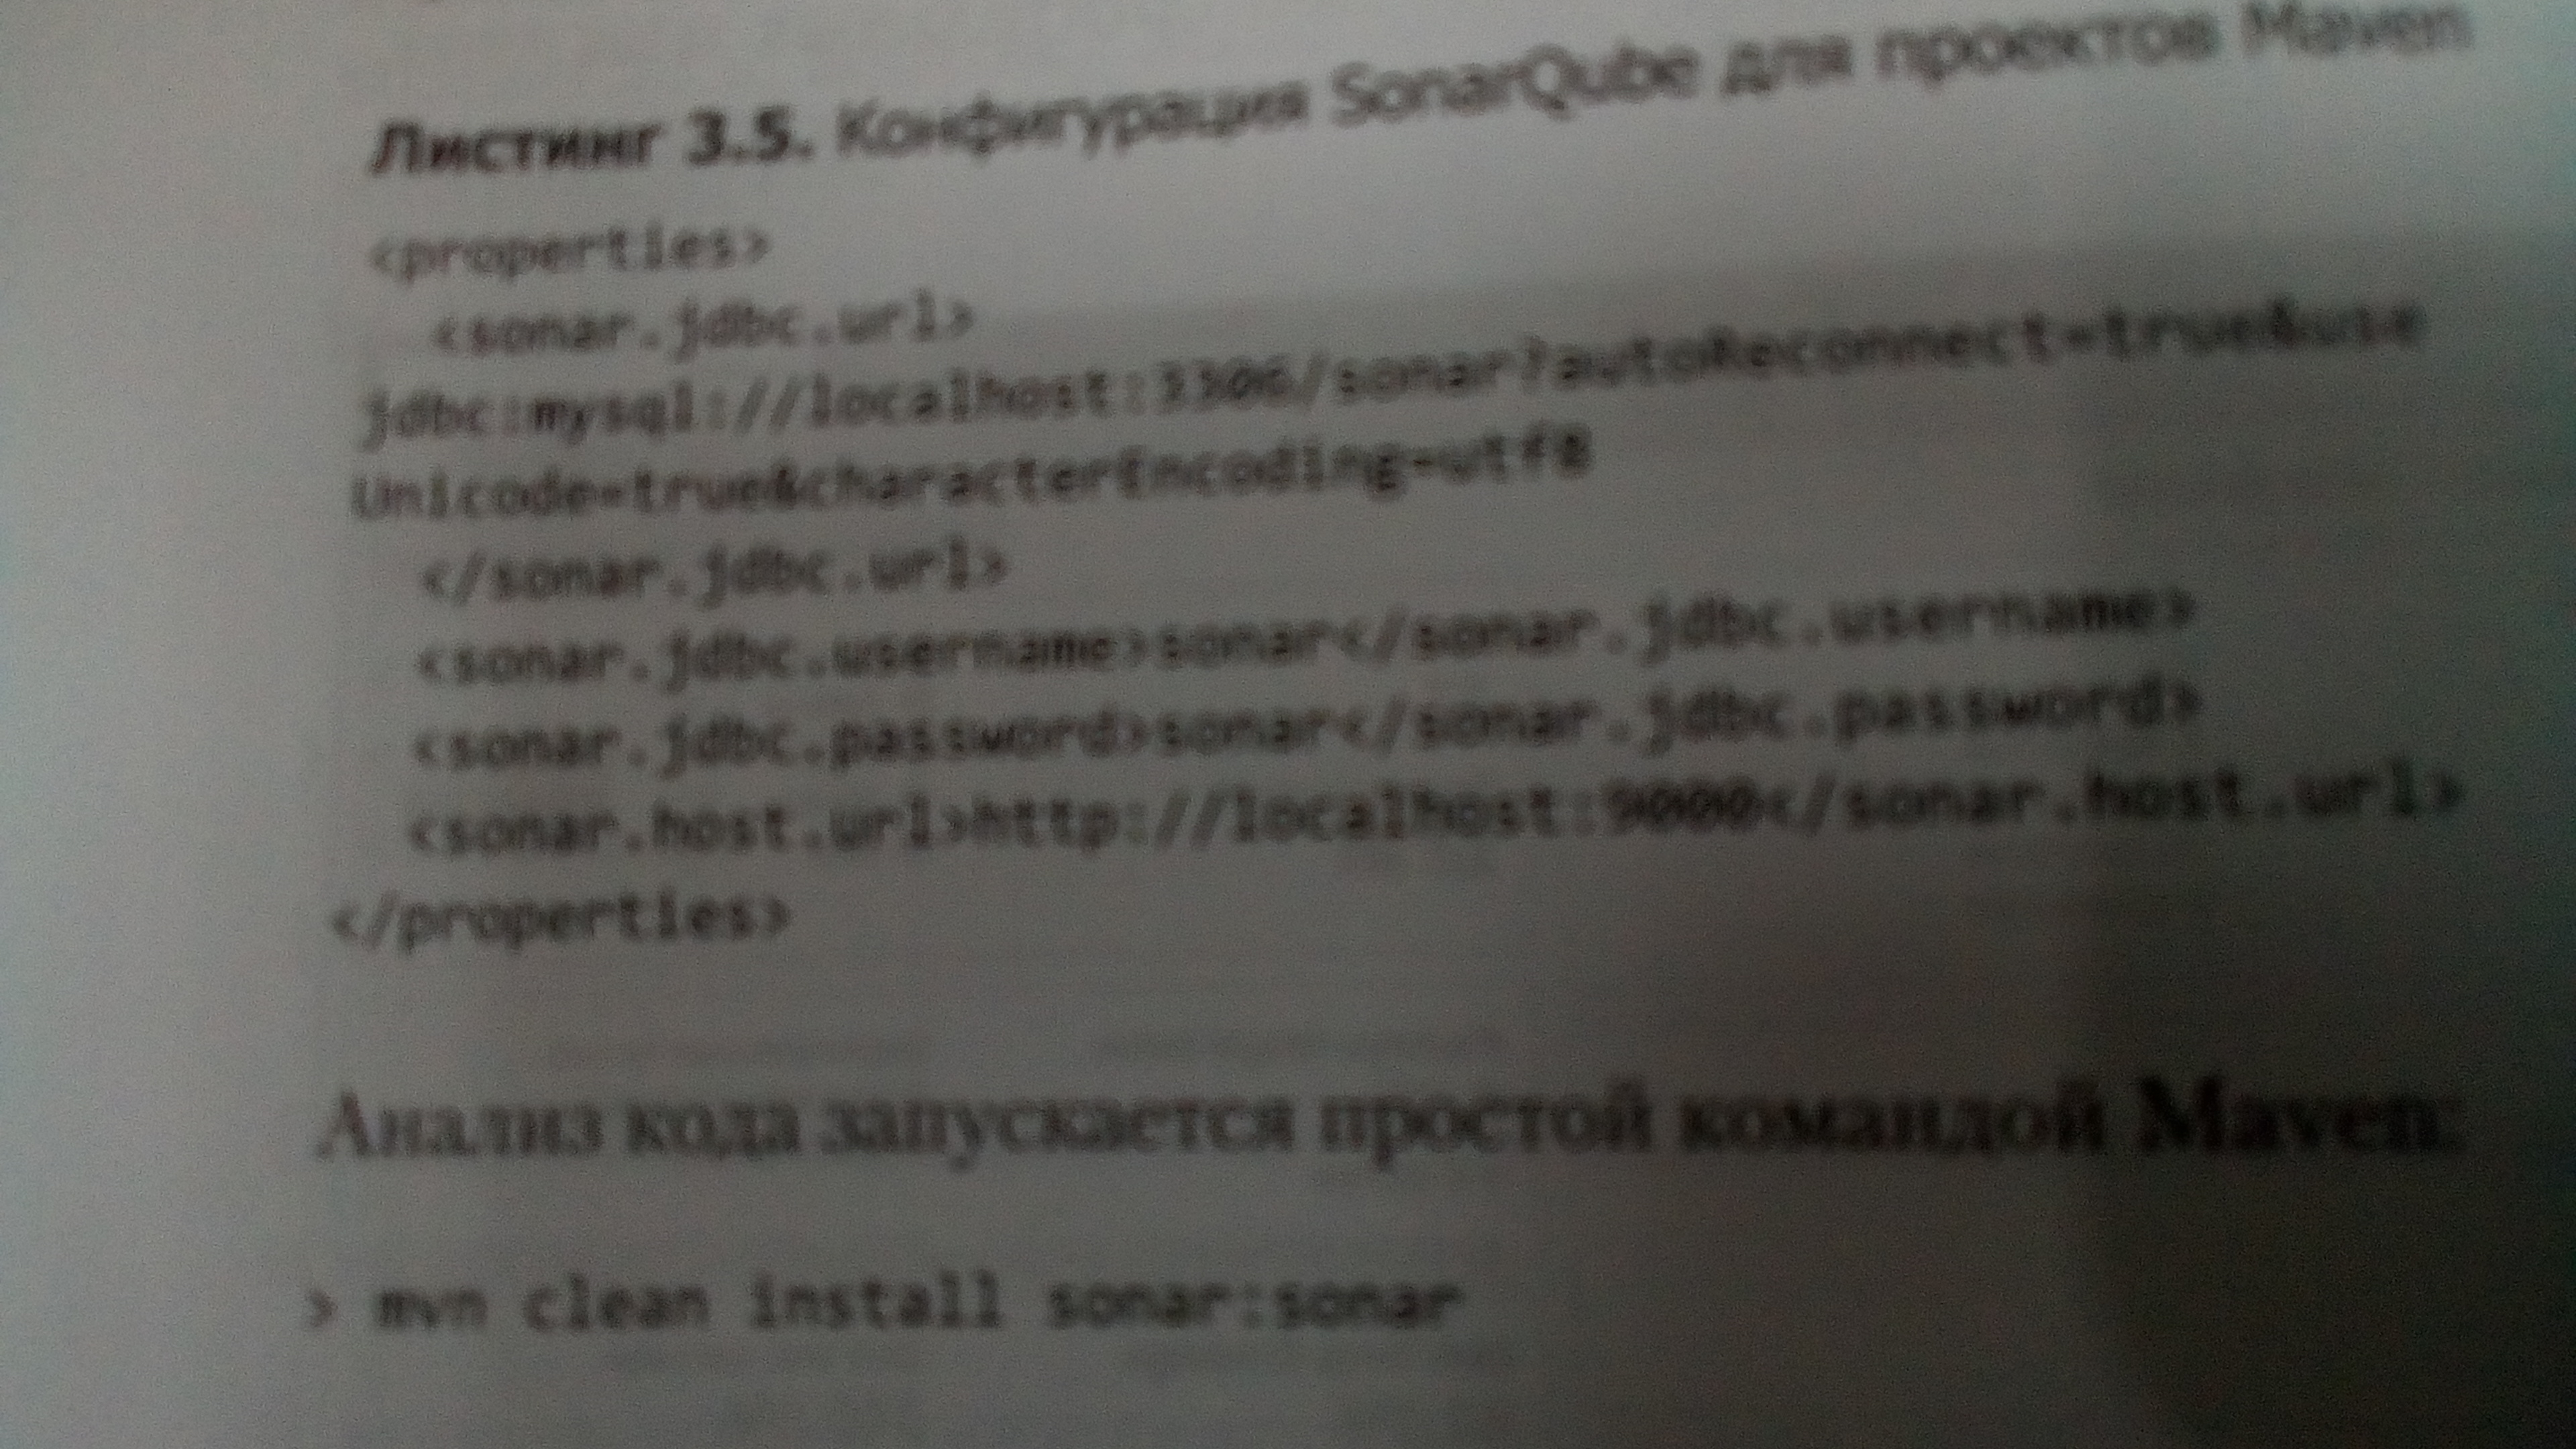 Листинг 3.5. Конфигурация SonarQube для проектов Maven
<properties>
<sonar.jdbc.url>
jdbc:mysql://localhost:3306/sonar?autoReconnect=true&use
Unicode=true&characterEncoding=utf8
</sonar.jdbc.url>
<sonar.jdbc.username>sonar</sonar.jdbc.username>
<sonar.jdbc.password>sonar</sonar.jdbc.password>
<sonar.host.url>http://localhost:9000</sonar.host.url>
</properties>
Анализ кода запускается простой командой Maven:
> mvn clean install sonar:sonar